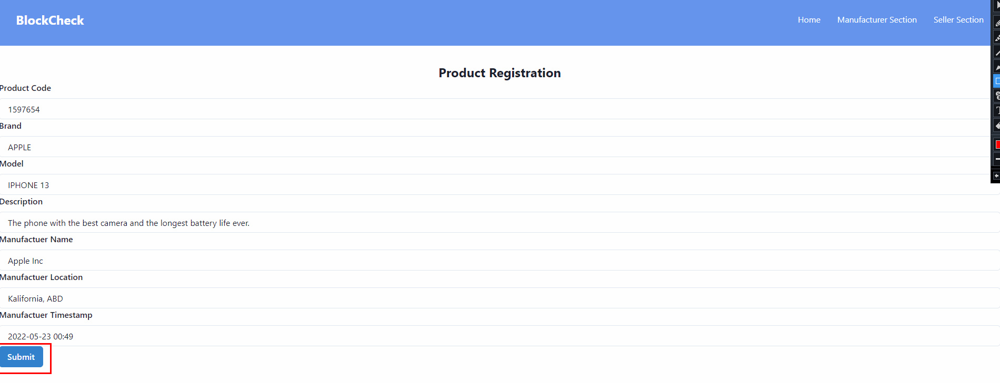 BlockCheck
Home Manufacturer Section Seller Section
Product Registration
Product Code
1597654
Brand
APPLE
Model
IPHONE 13
Description
The phone with the best camera and the longest battery life ever.
Manufactuer Name
Apple Inc
Manufactuer Location
Kalifornia, ABD
Manufactuer Timestamp
2022-05-23 00:49
Submit